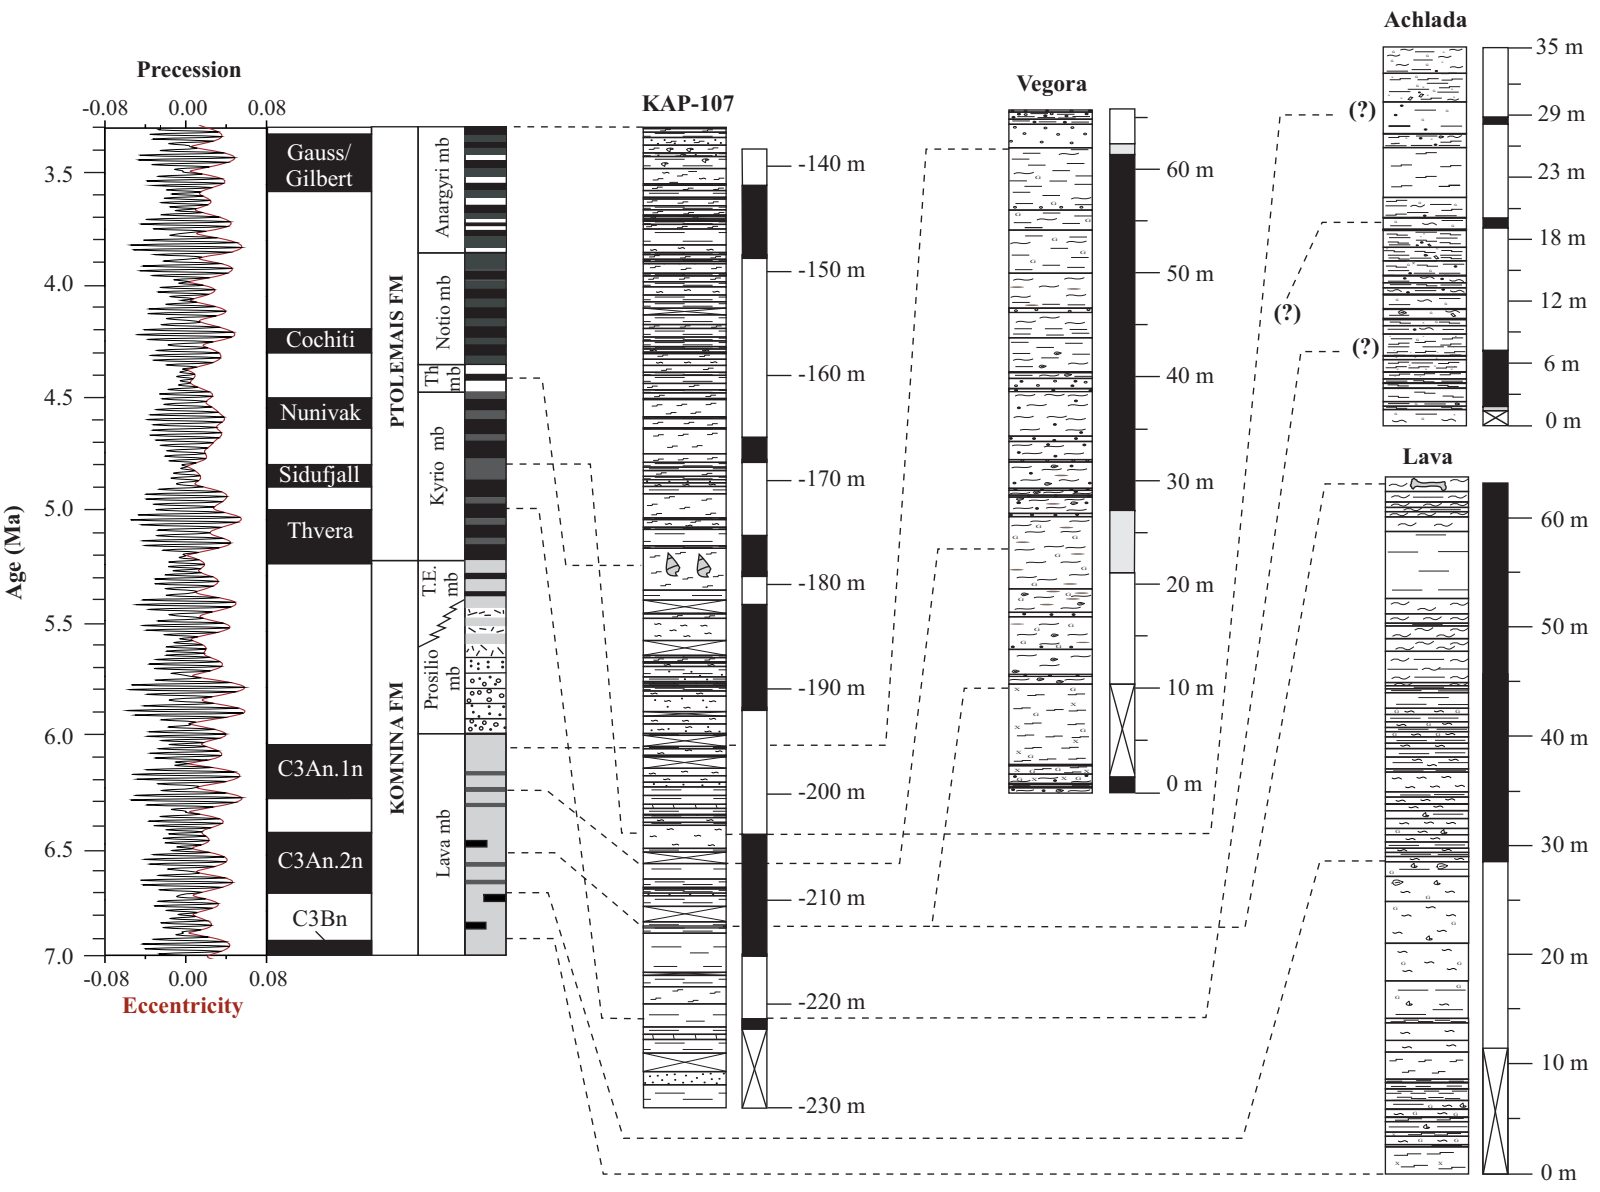 Precession
-0.08 0.00 0.08
Age (Ma)
3.5
4.0
4.5
5.0
5.5
6.0
6.5
7.0
-0.08 0.00 0.08
Eccentricity
Gauss/
Gilbert
Cochiti
Nunivak
Sidufjall
Thvera
C3An.1n
C3An.2n
C3Bn
PTOLEMAIS FM
KOMNINA FM
Anargyri mb
Notio mb
Th
mb
Kyrio mb
T.E.
mb
Prosilio
mb
Lava mb
KAP-107
-140 m
-150 m
-160 m
-170 m
-180 m
-190 m
-200 m
-210 m
-220 m
-230 m
Vegora
60 m
50 m
40 m
30 m
20 m
10 m
0 m
(?)
(?)
(?)
Achlada
35 m
29 m
23 m
18 m
12 m
6 m
0 m
Lava
60 m
50 m
40 m
30 m
20 m
10 m
0 m